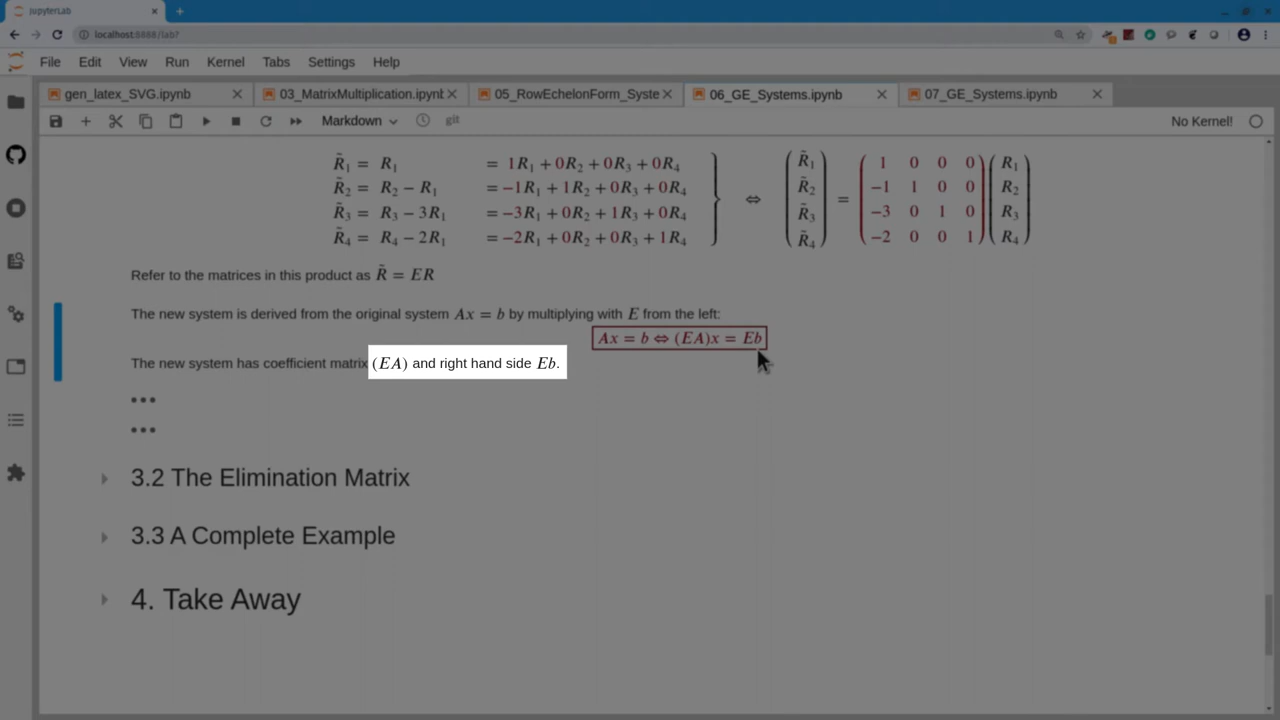 JupyterLab
localhost:8888/lab?
File Edit View Run Kernel Tabs Settings Help
gen_latex_SVG.ipynb 03_MatrixMultiplication.ipynb 05_RowEchelonForm_Syste 06_GE_Systems.ipynb 07_GE_Systems.ipynb
Markdown git No Kernel!
R̃₁ = R₁ = 1R₁ + 0R₂ + 0R₃ + 0R₄
R̃₂ = R₂ − R₁ = −1R₁ + 1R₂ + 0R₃ + 0R₄
R̃₃ = R₃ − 3R₁ = −3R₁ + 0R₂ + 1R₃ + 0R₄
R̃₄ = R₄ − 2R₁ = −2R₁ + 0R₂ + 0R₃ + 1R₄
⇔
R̃₁ 1 0 0 0 R₁
R̃₂ −1 1 0 0 R₂
=
R̃₃ −3 0 1 0 R₃
R̃₄ −2 0 0 1 R₄
Refer to the matrices in this product as R̃ = ER
The new system is derived from the original system Ax = b by multiplying with E from the left:
Ax = b ⇔ (EA)x = Eb
The new system has coefficient matrix (EA) and right hand side Eb.
•••
•••
3.2 The Elimination Matrix
3.3 A Complete Example
4. Take Away